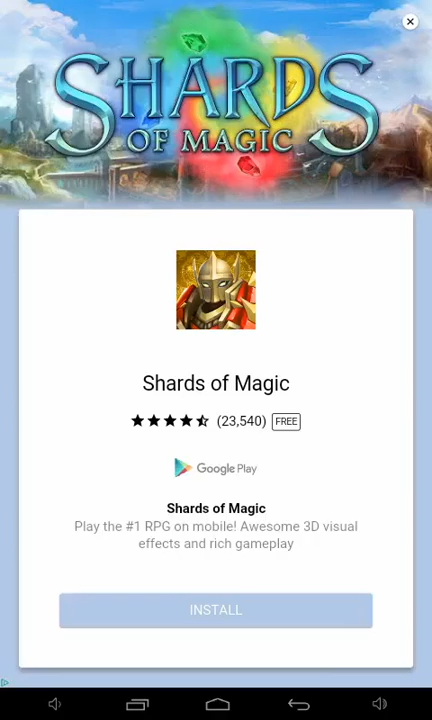 SHARDS
OF MAGIC
Shards of Magic
(23,540) FREE
Google Play
Shards of Magic
Play the #1 RPG on mobile! Awesome 3D visual
effects and rich gameplay
INSTALL